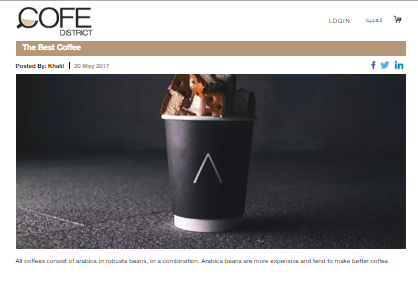 COFE
DISTRICT
LOGIN العربية
The Best Coffee
Posted By: Khalil | 20 May 2017
All coffees consist of arabica or robusta beans, or a combination. Arabica beans are more expensive and tend to make better coffee.